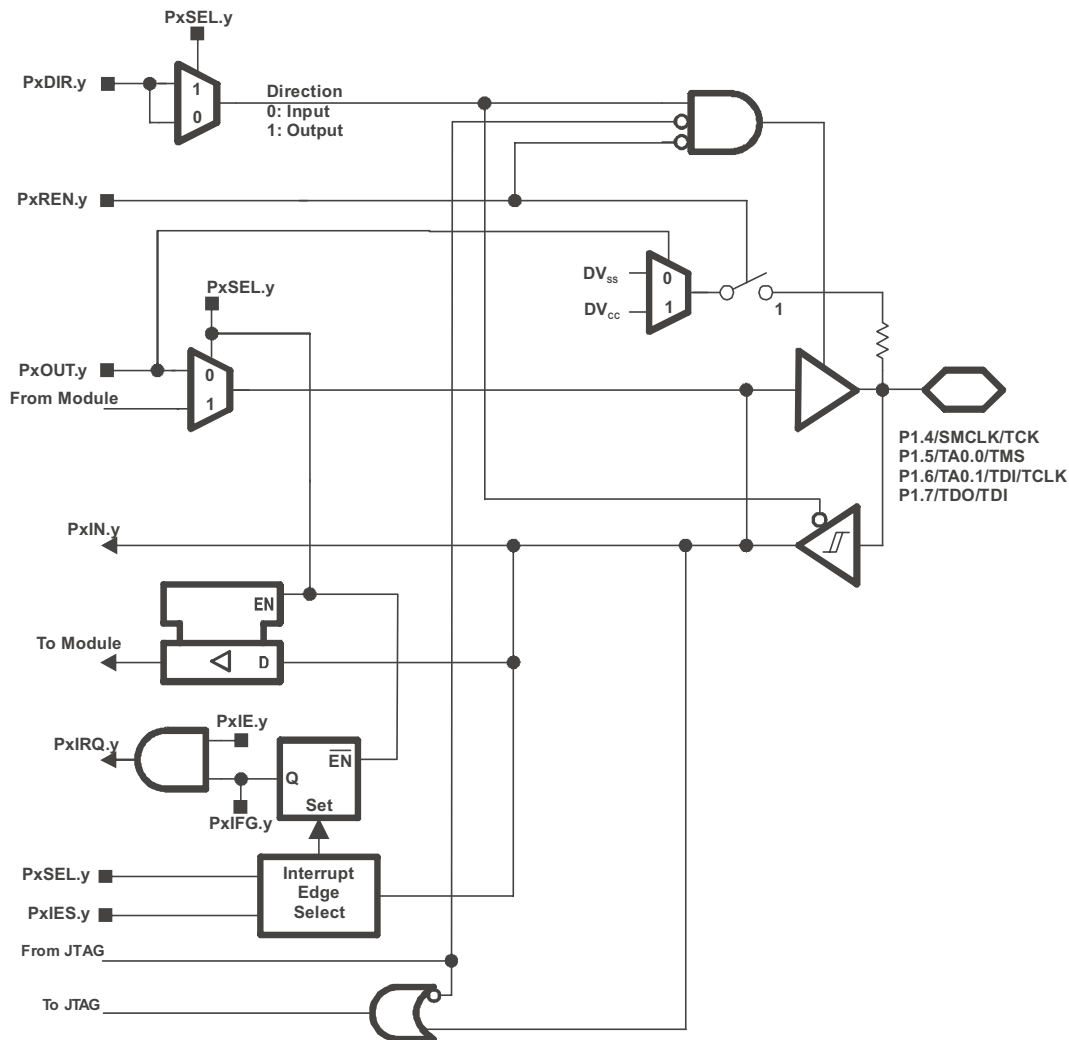 PxSEL.y
PxDIR.y
1
0
Direction
0: Input
1: Output
PxREN.y
DVss
DVcc
0
1
1
PxSEL.y
PxOUT.y
From Module
0
1
P1.4/SMCLK/TCK
P1.5/TA0.0/TMS
P1.6/TA0.1/TDI/TCLK
P1.7/TDO/TDI
PxIN.y
EN
To Module
D
PxIE.y
PxIRQ.y
EN
Q
Set
PxIFG.y
PxSEL.y
PxIES.y
Interrupt
Edge
Select
From JTAG
To JTAG